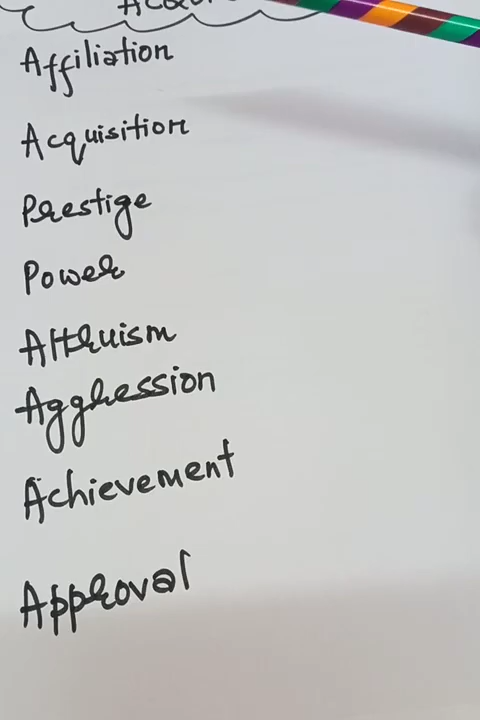 Affiliation
Acquisition
Prestige
Power
Altruism
Aggression
Achievement
Approval